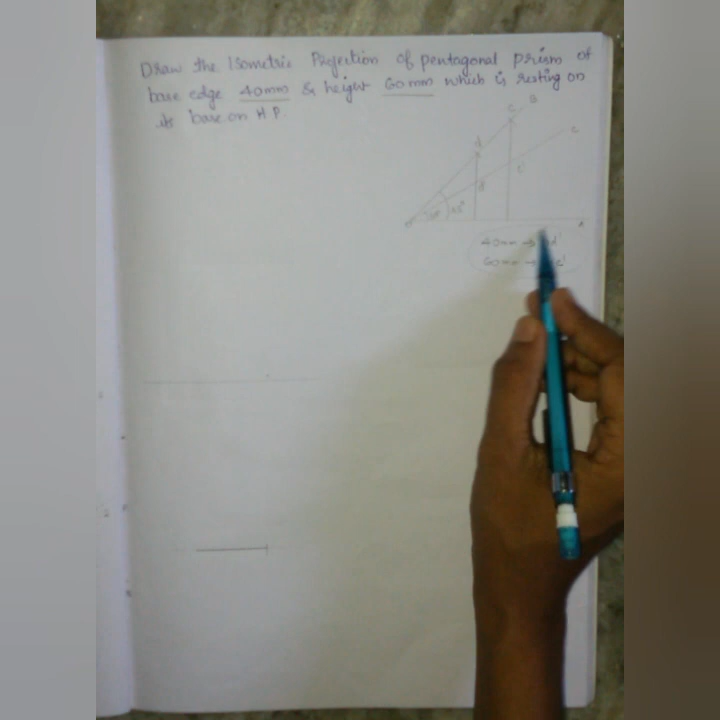 Draw the Isometric Projection of pentagonal prism of
base edge 40mm & height 60mm which is resting on
its base on H.P.
B
C
c
d
c'
d'
45°
30°
O
A
40mm → d'
60mm → c'